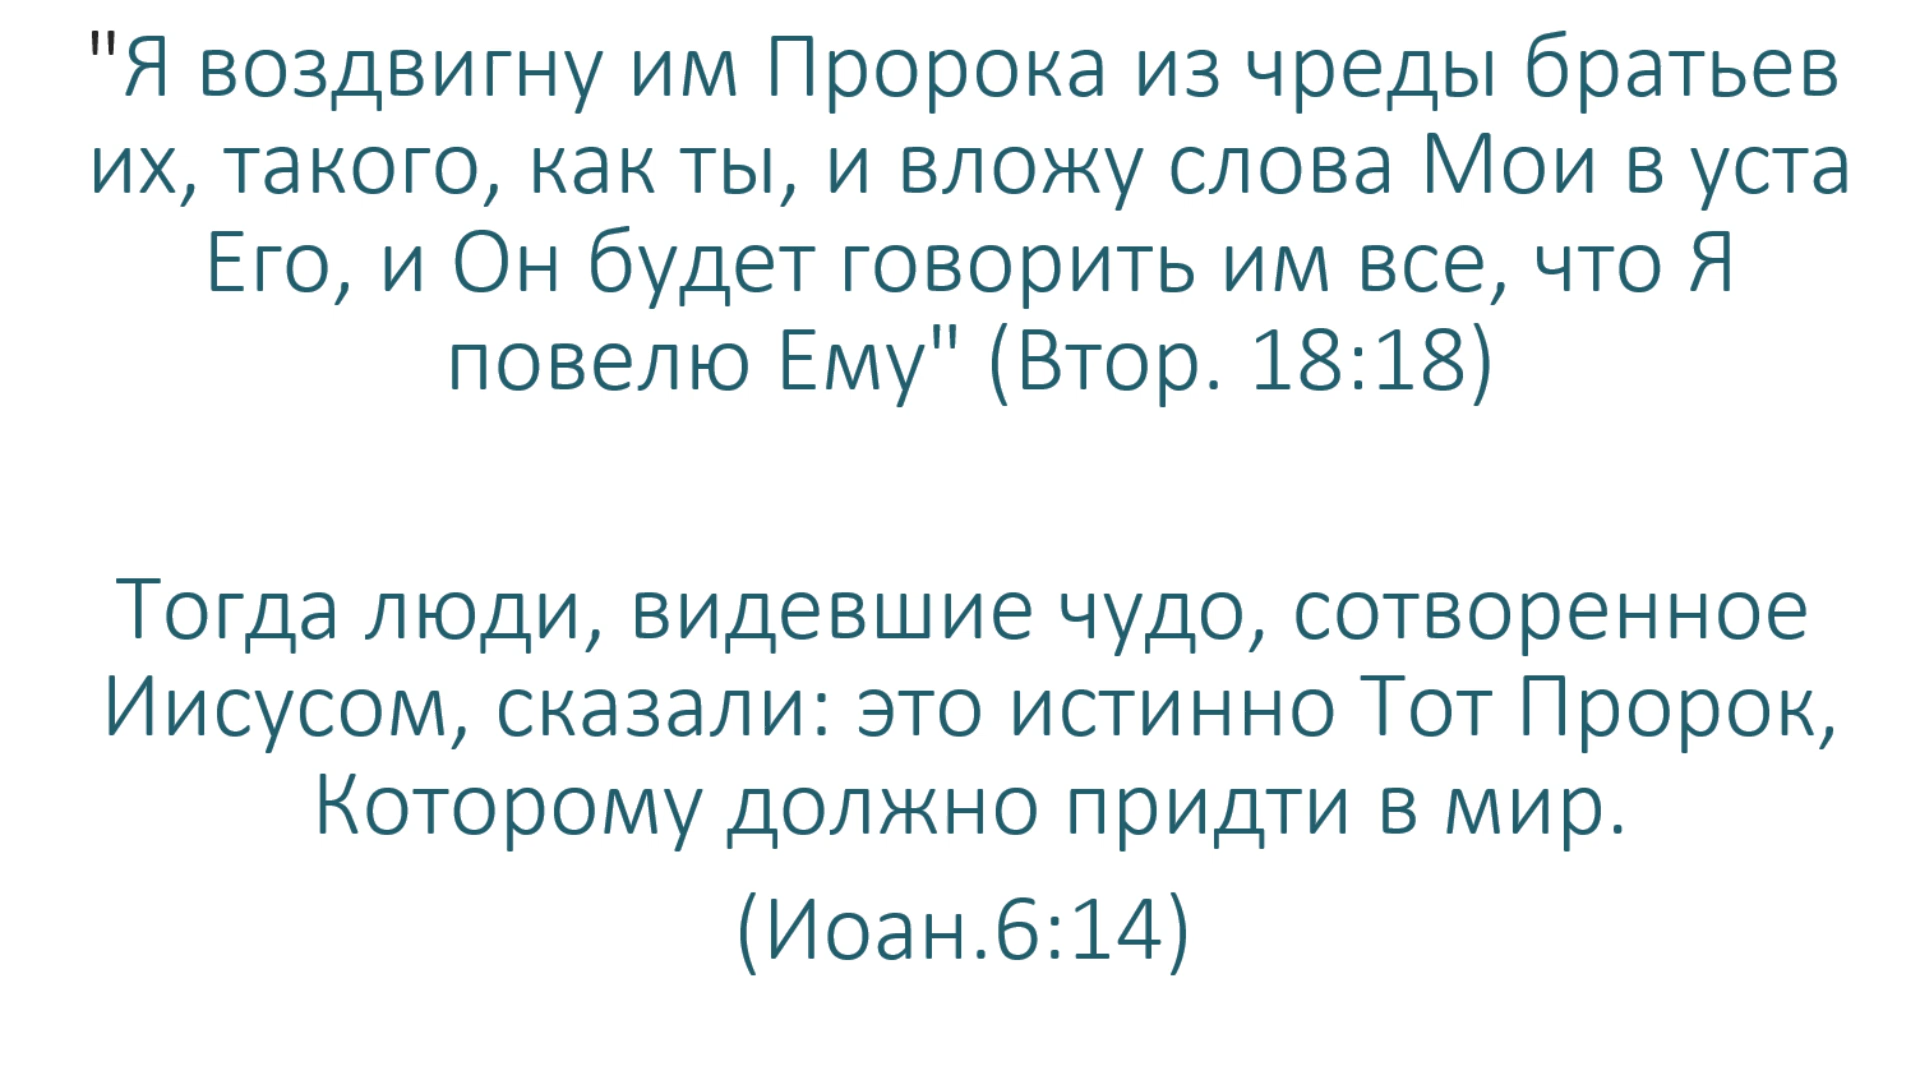 "Я воздвигну им Пророка из чреды братьев
их, такого, как ты, и вложу слова Мои в уста
Его, и Он будет говорить им все, что Я
повелю Ему" (Втор. 18:18)
Тогда люди, видевшие чудо, сотворенное
Иисусом, сказали: это истинно Тот Пророк,
Которому должно придти в мир.
(Иоан.6:14)